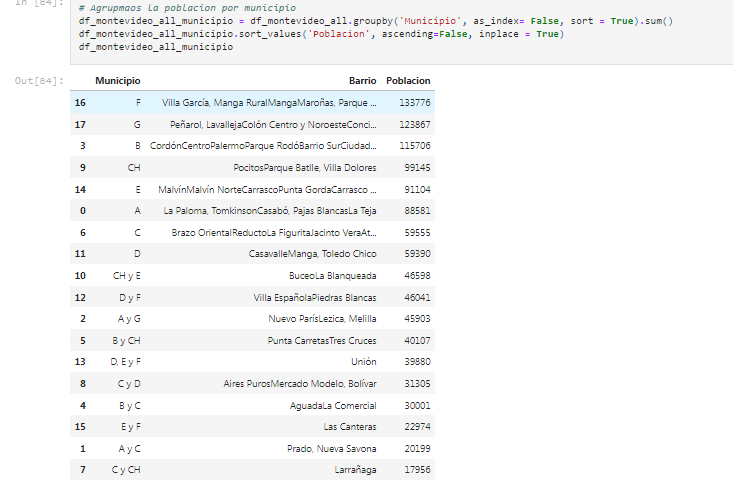 In [84]:
# Agrupmaos la poblacion por municipio
df_montevideo_all_municipio = df_montevideo_all.groupby('Municipio', as_index= False, sort = True).sum()
df_montevideo_all_municipio.sort_values('Poblacion', ascending=False, inplace = True)
df_montevideo_all_municipio
Out[84]:
Municipio Barrio Poblacion
16 F Villa García, Manga RuralMangaMaroñas, Parque ... 133776
17 G Peñarol, LavallejaColón Centro y NoroesteConci... 123867
3 B CordónCentroPalermoParque RodóBarrio SurCiudad... 115706
9 CH PocitosParque Batlle, Villa Dolores 99145
14 E MalvínMalvín NorteCarrascoPunta GordaCarrasco ... 91104
0 A La Paloma, TomkinsonCasabó, Pajas BlancasLa Teja 88581
6 C Brazo OrientalReductoLa FiguritaJacinto VeraAt... 59555
11 D CasavalleManga, Toledo Chico 59390
10 CH y E BuceoLa Blanqueada 46598
12 D y F Villa EspañolaPiedras Blancas 46041
2 A y G Nuevo ParísLezica, Melilla 45903
5 B y CH Punta CarretasTres Cruces 40107
13 D, E y F Unión 39880
8 C y D Aires PurosMercado Modelo, Bolívar 31305
4 B y C AguadaLa Comercial 30001
15 E y F Las Canteras 22974
1 A y C Prado, Nueva Savona 20199
7 C y CH Larrañaga 17956